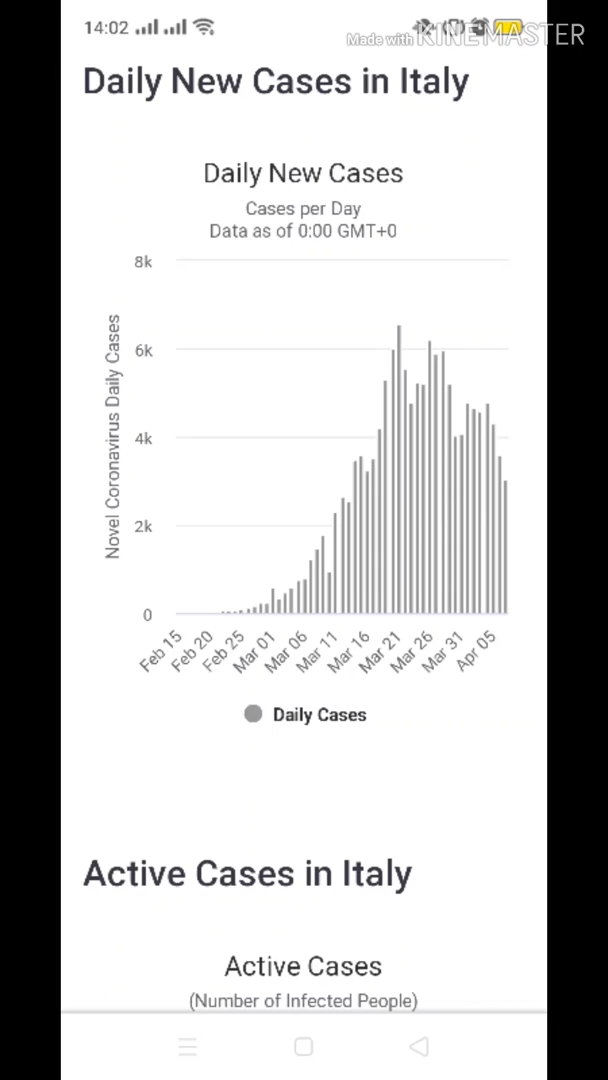 14:02
Made with KINEMASTER
Daily New Cases in Italy
Daily New Cases
Cases per Day
Data as of 0:00 GMT+0
8k
6k
4k
2k
0
Novel Coronavirus Daily Cases
Feb 15
Feb 20
Feb 25
Mar 01
Mar 06
Mar 11
Mar 16
Mar 21
Mar 26
Mar 31
Apr 05
Daily Cases
Active Cases in Italy
Active Cases
(Number of Infected People)